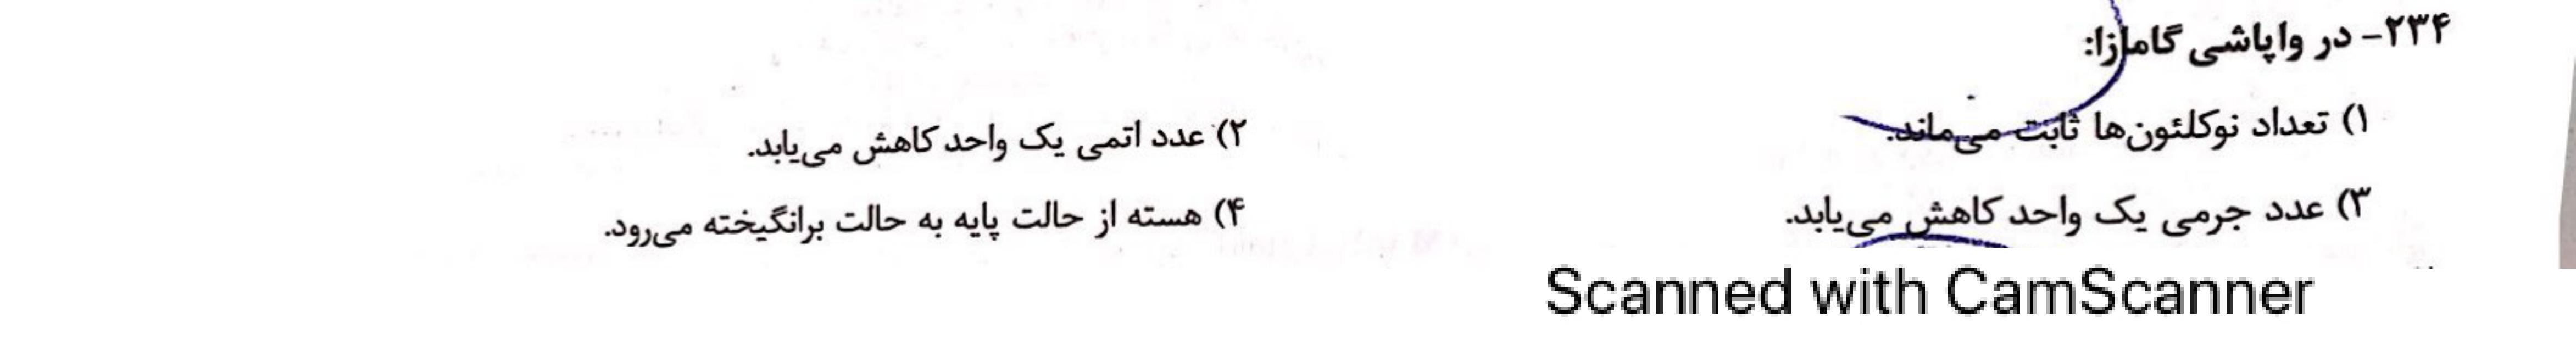 ۲۳۴- در واپاشی گامازا:
۱) تعداد نوکلئون‌ها ثابت می‌ماند.
۲) عدد اتمی یک واحد کاهش می‌یابد.
۳) عدد جرمی یک واحد کاهش می‌یابد.
۴) هسته از حالت پایه به حالت برانگیخته می‌رود.
Scanned with CamScanner